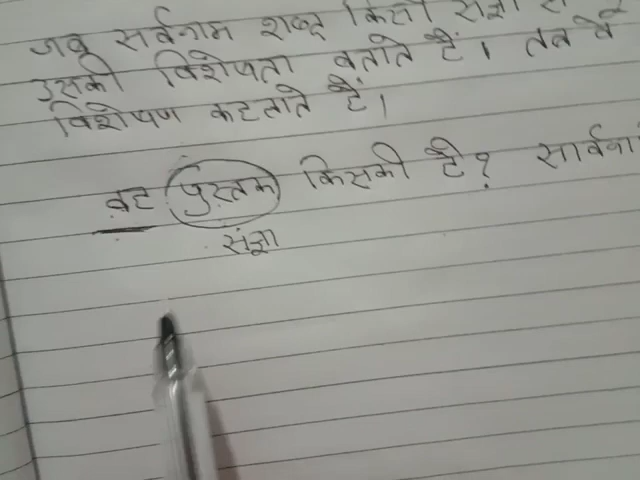 जब सर्वनाम शब्द किसी संज्ञा
उसकी विशेषता बताते हैं। तब वे
विशेषण कहलाते हैं।
वह पुस्तक किसकी है? सार्वना
संज्ञा